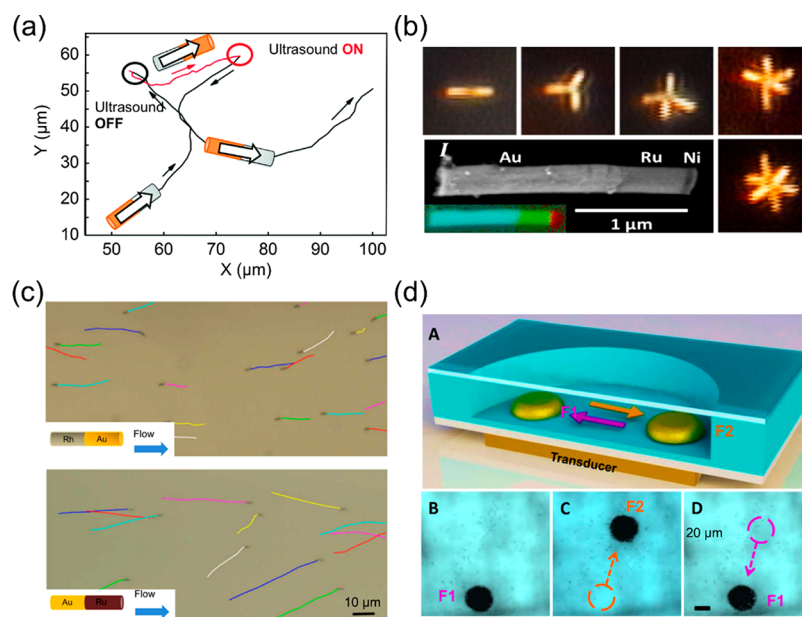 (a)
60
50
40
30
20
10
Y (μm)
Ultrasound ON
Ultrasound
OFF
50
60
70
80
90
100
X (μm)
(b)
I
Au
Ru
Ni
1 μm
(c)
Rh
Au
Flow
Au
Ru
Flow
10 μm
(d)
A
F1
F2
Transducer
B
F1
C
F2
D
20 μm
F1